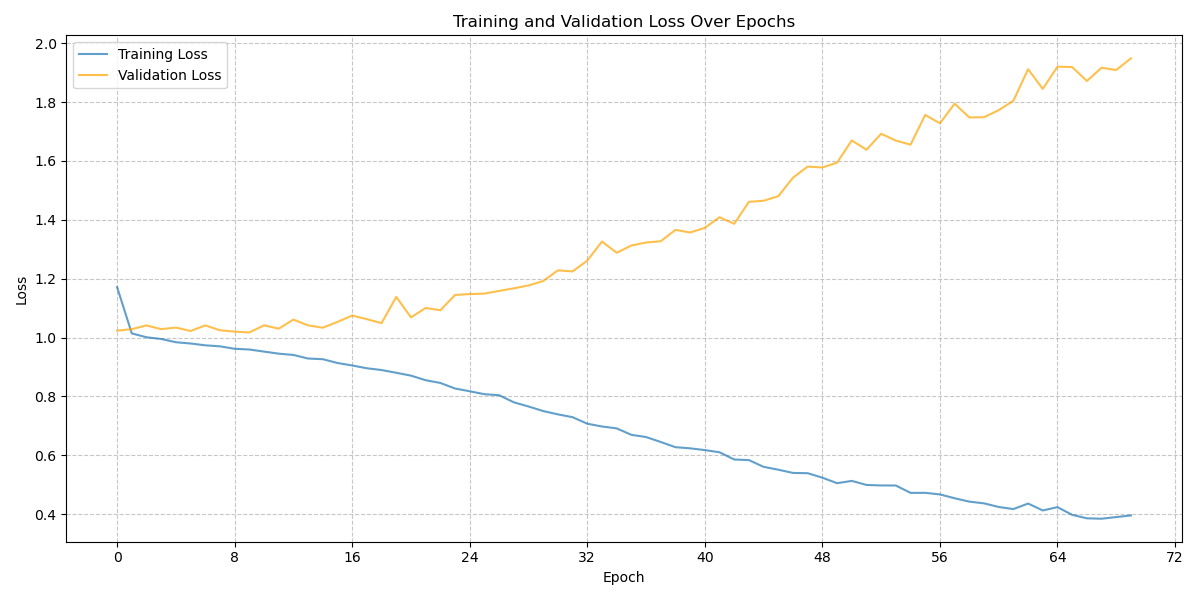 Training and Validation Loss Over Epochs
Training Loss
Validation Loss
2.0
1.8
1.6
1.4
1.2
1.0
0.8
0.6
0.4
Loss
0 8 16 24 32 40 48 56 64 72
Epoch